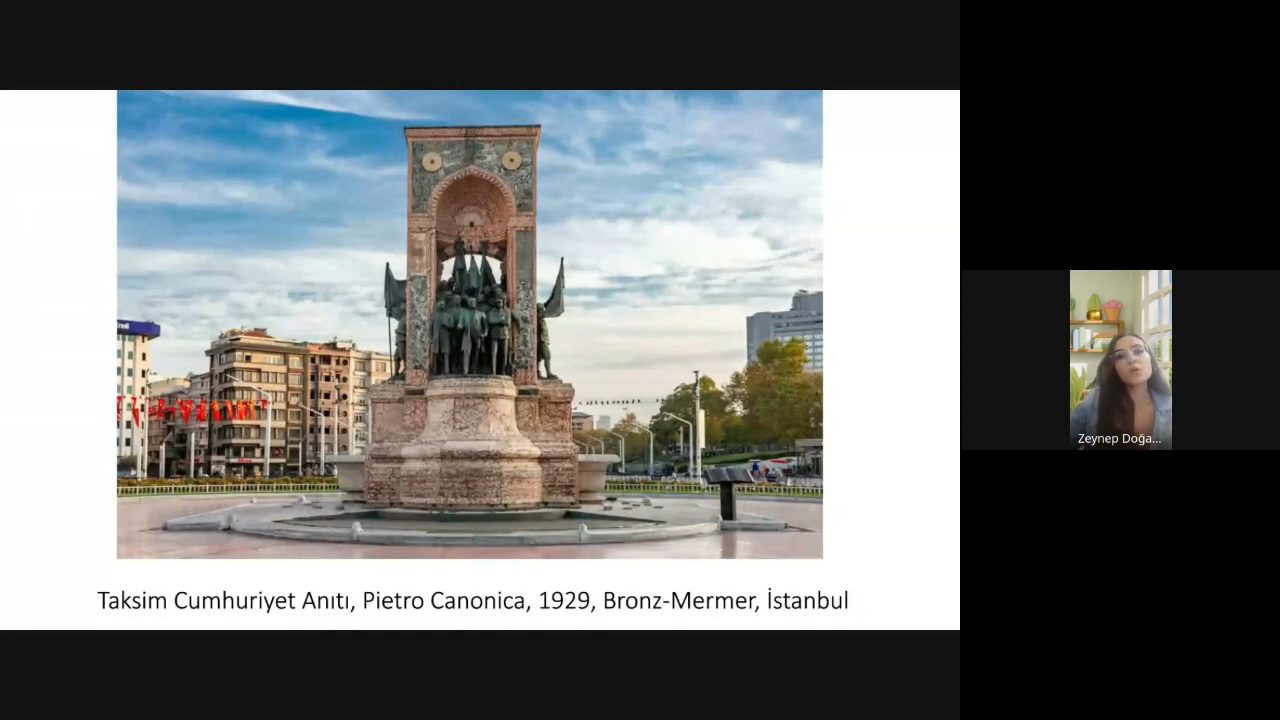 Taksim Cumhuriyet Anıtı, Pietro Canonica, 1929, Bronz-Mermer, İstanbul
Zeynep Doğa...